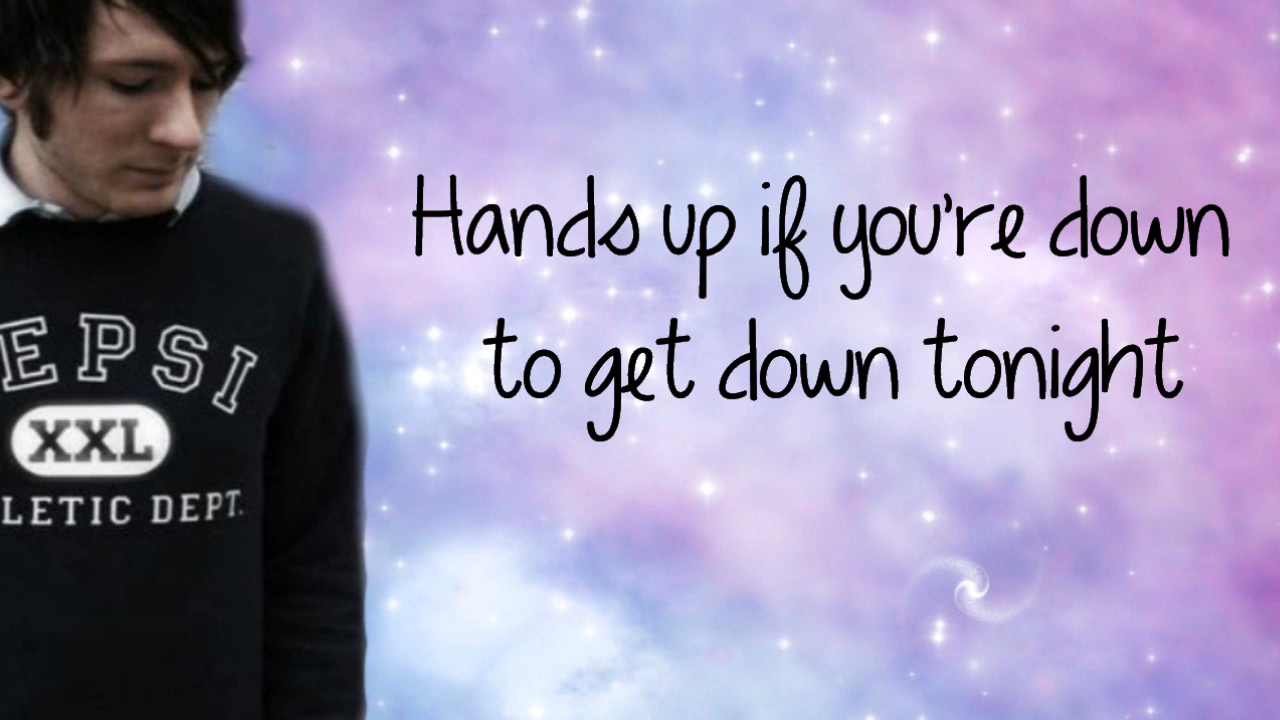 Hands up if you're down
to get down tonight
EPSI
XXL
LETIC DEPT.